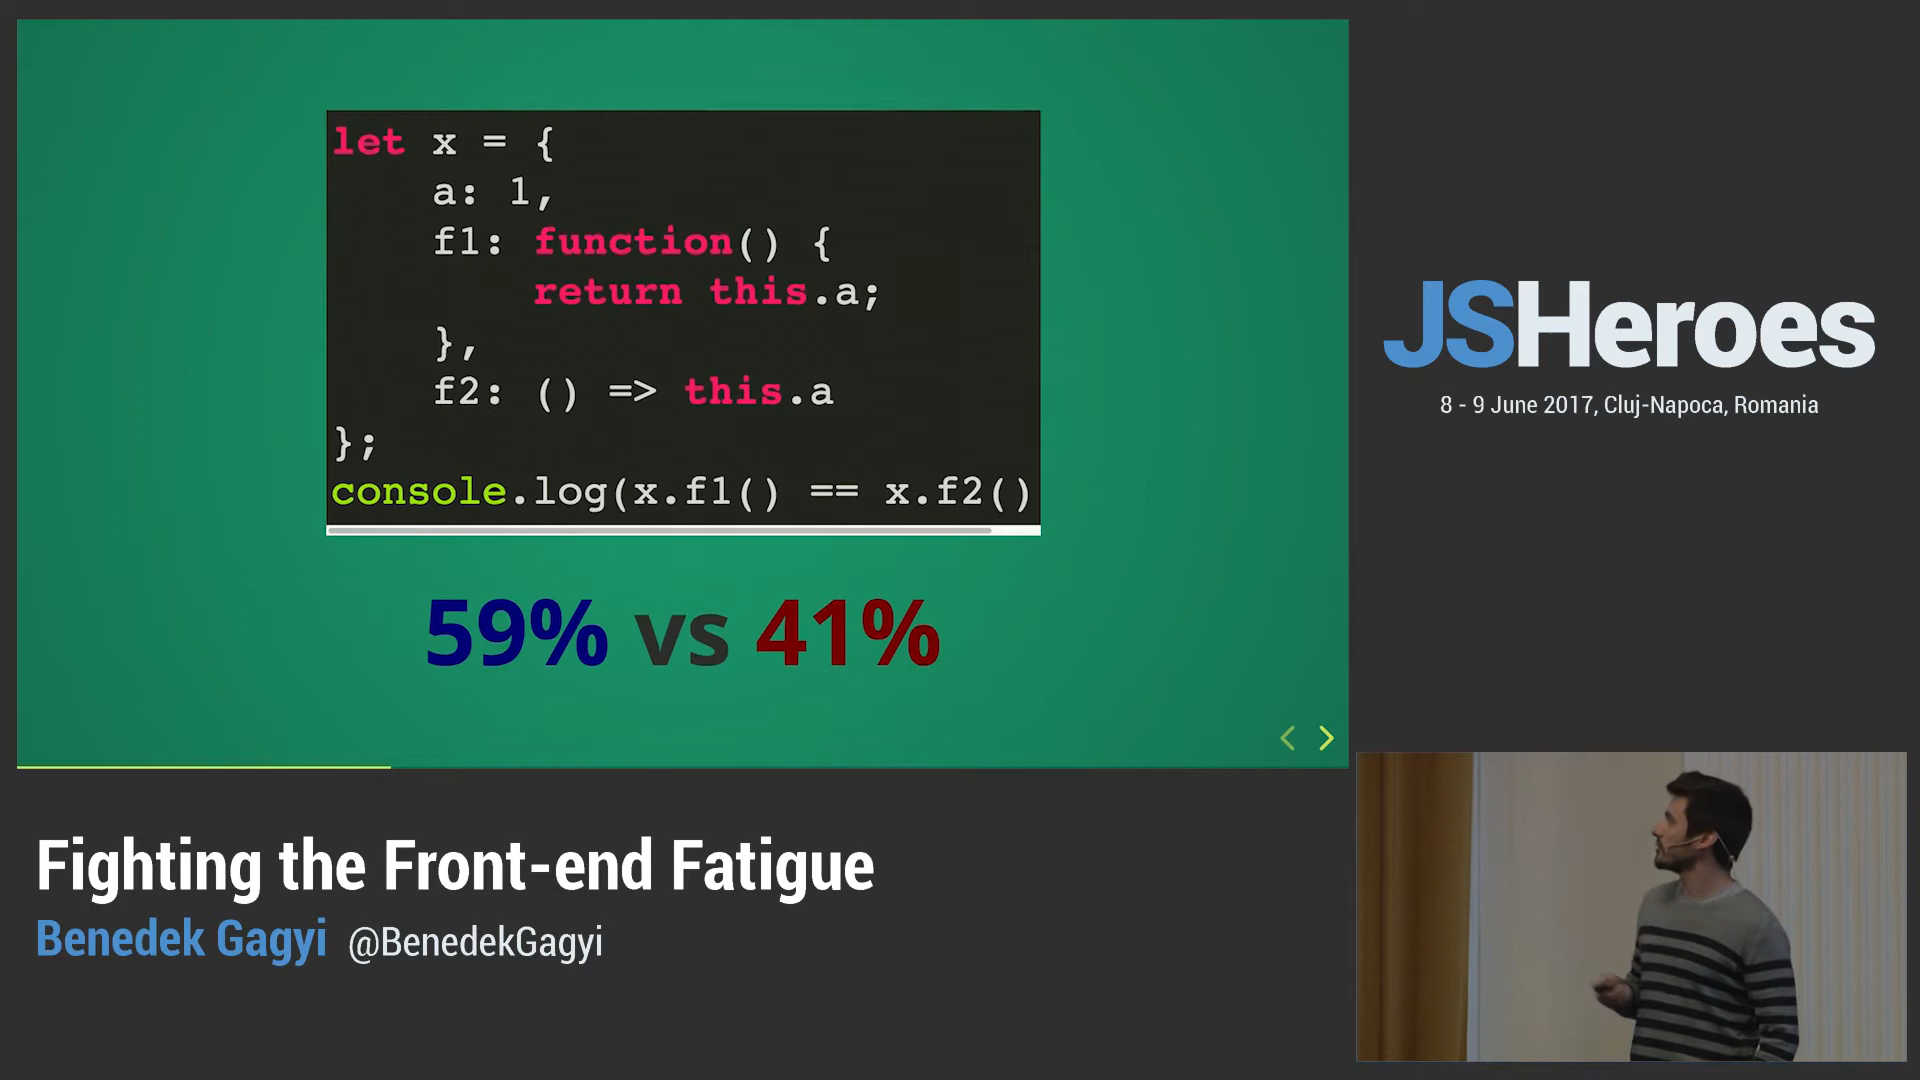 let x = {
    a: 1,
    f1: function() {
        return this.a;
    },
    f2: () => this.a
};
console.log(x.f1() == x.f2()
59% vs 41%
JSHeroes
8 - 9 June 2017, Cluj-Napoca, Romania
Fighting the Front-end Fatigue
Benedek Gagyi @BenedekGagyi